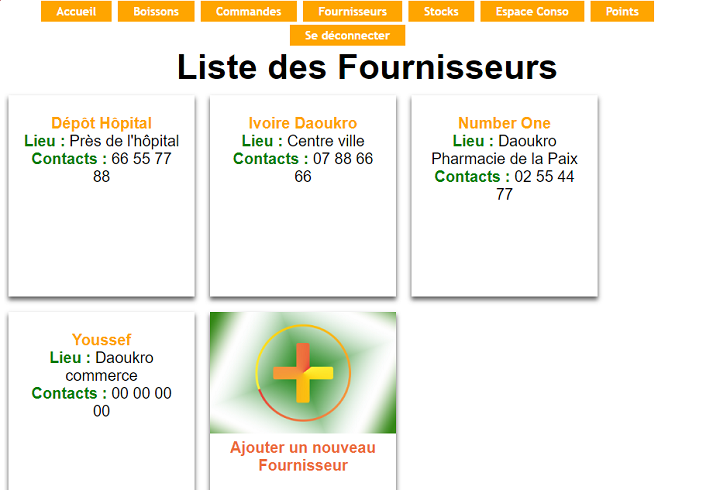 Accueil Boissons Commandes Fournisseurs Stocks Espace Conso Points
Se déconnecter
Liste des Fournisseurs
Dépôt Hôpital
Lieu : Près de l'hôpital
Contacts : 66 55 77
88
Ivoire Daoukro
Lieu : Centre ville
Contacts : 07 88 66
66
Number One
Lieu : Daoukro
Pharmacie de la Paix
Contacts : 02 55 44
77
Youssef
Lieu : Daoukro
commerce
Contacts : 00 00 00
00
Ajouter un nouveau
Fournisseur